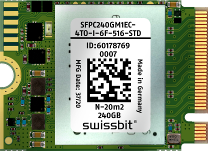 SFPC240GM1EC-
4TO-I-6F-516-STD
ID:60178769
0007
MFG Date: 37/20
Made in Germany
N-20m2
240GB
swissbit